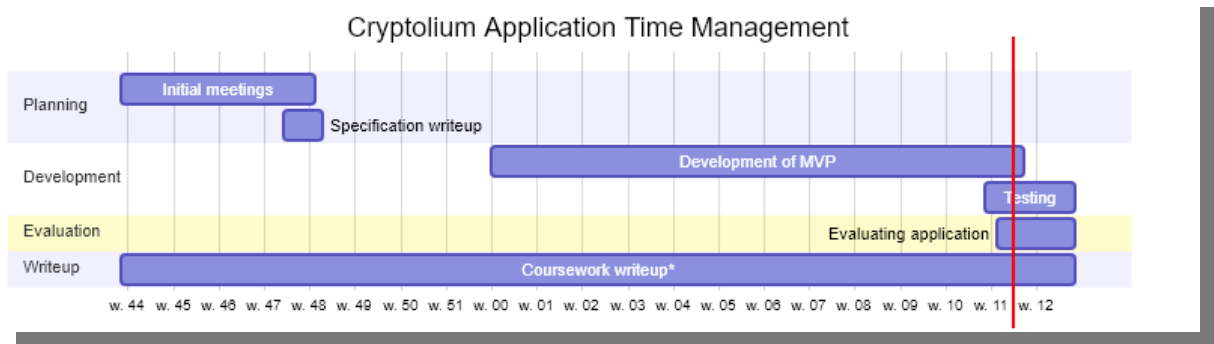 Cryptolium Application Time Management
Planning
Initial meetings
Specification writeup
Development
Development of MVP
Testing
Evaluation
Evaluating application
Writeup
Coursework writeup*
w. 44 w. 45 w. 46 w. 47 w. 48 w. 49 w. 50 w. 51 w. 00 w. 01 w. 02 w. 03 w. 04 w. 05 w. 06 w. 07 w. 08 w. 09 w. 10 w. 11 w. 12